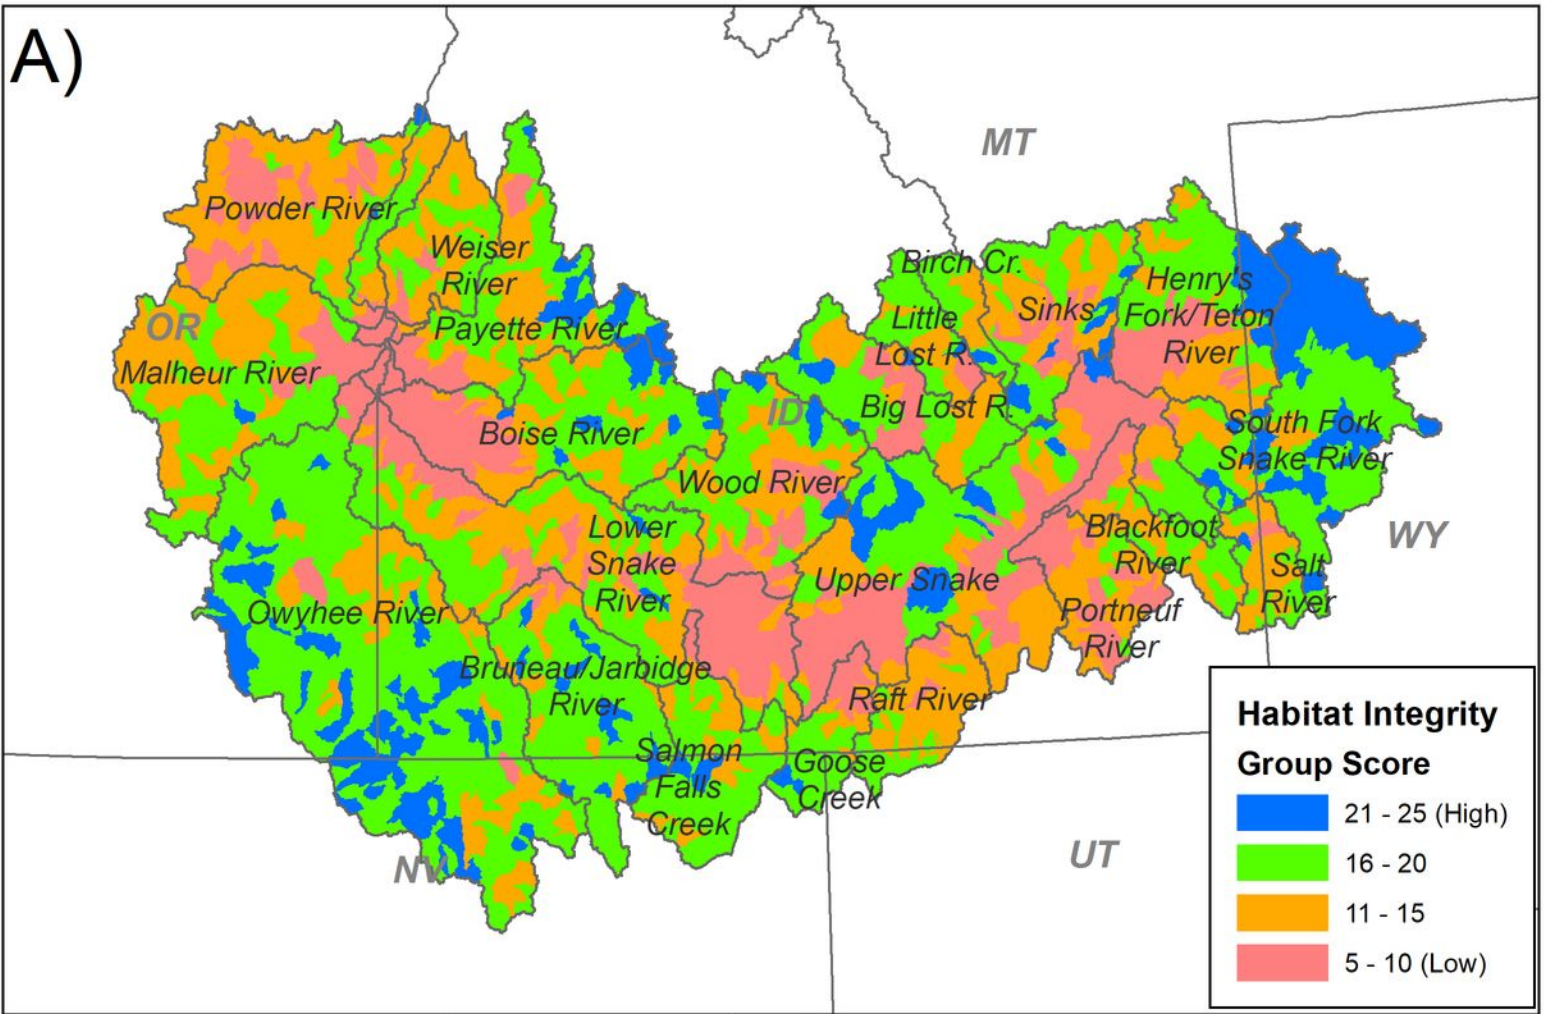 A)
MT
Powder River
Weiser
River
Birch Cr.
Henry's
Fork/Teton
River
Sinks
Little
Lost R.
OR
Payette River
Malheur River
ID
Big Lost R.
Boise River
South Fork
Snake River
Wood River
Lower
Snake
River
Blackfoot
River
WY
Upper Snake
Salt
River
Owyhee River
Portneuf
River
Bruneau/Jarbidge
River
Raft River
Salmon
Falls
Creek
Goose
Creek
NV
UT
Habitat Integrity
Group Score
21 - 25 (High)
16 - 20
11 - 15
5 - 10 (Low)